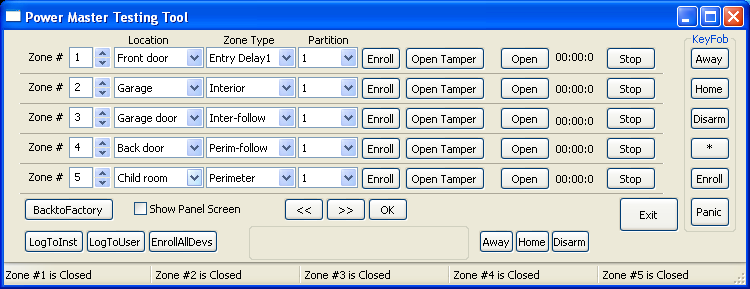 Power Master Testing Tool
Location Zone Type Partition KeyFob
Zone # 1 Front door Entry Delay1 1 Enroll Open Tamper Open 00:00:0 Stop Away
Zone # 2 Garage Interior 1 Enroll Open Tamper Open 00:00:0 Stop Home
Zone # 3 Garage door Inter-follow 1 Enroll Open Tamper Open 00:00:0 Stop Disarm
Zone # 4 Back door Perim-follow 1 Enroll Open Tamper Open 00:00:0 Stop *
Zone # 5 Child room Perimeter 1 Enroll Open Tamper Open 00:00:0 Stop Enroll
BacktoFactory Show Panel Screen << >> OK Exit Panic
LogToInst LogToUser EnrollAllDevs Away Home Disarm
Zone #1 is Closed Zone #2 is Closed Zone #3 is Closed Zone #4 is Closed Zone #5 is Closed